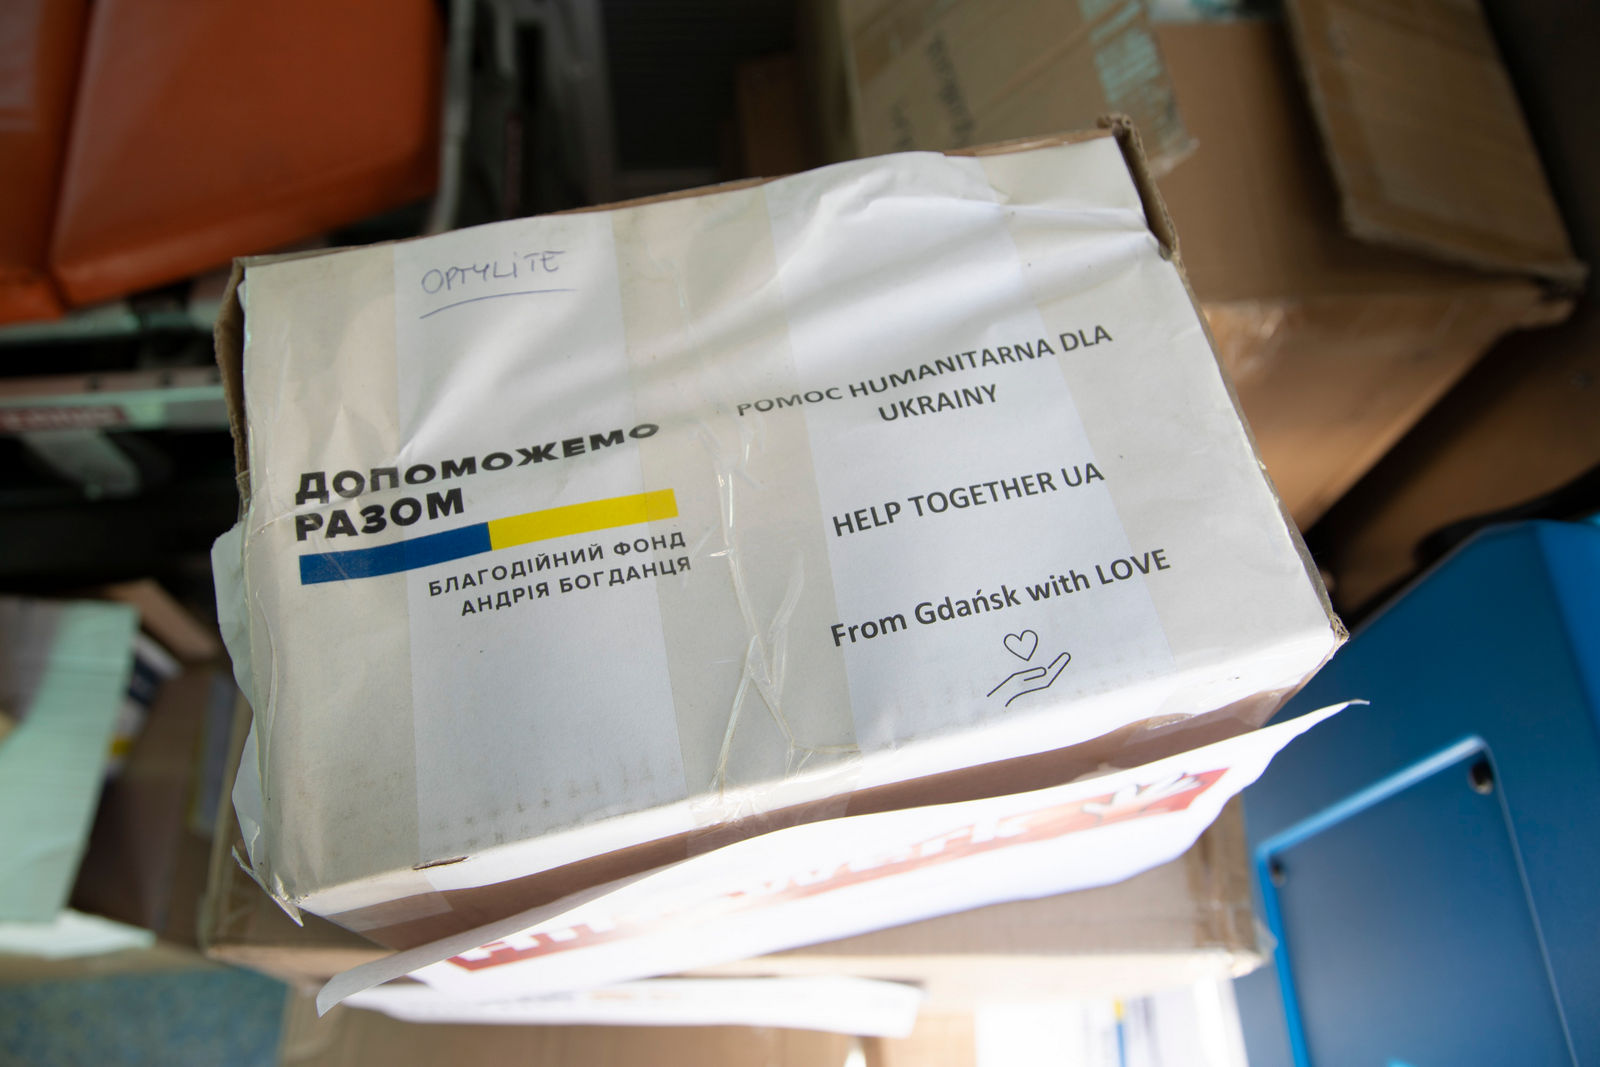 OPTYLITE
ДОПОМОЖЕМО
РАЗОМ
БЛАГОДІЙНИЙ ФОНД
АНДРІЯ БОГДАНЦЯ
POMOC HUMANITARNA DLA
UKRAINY
HELP TOGETHER UA
From Gdańsk with LOVE